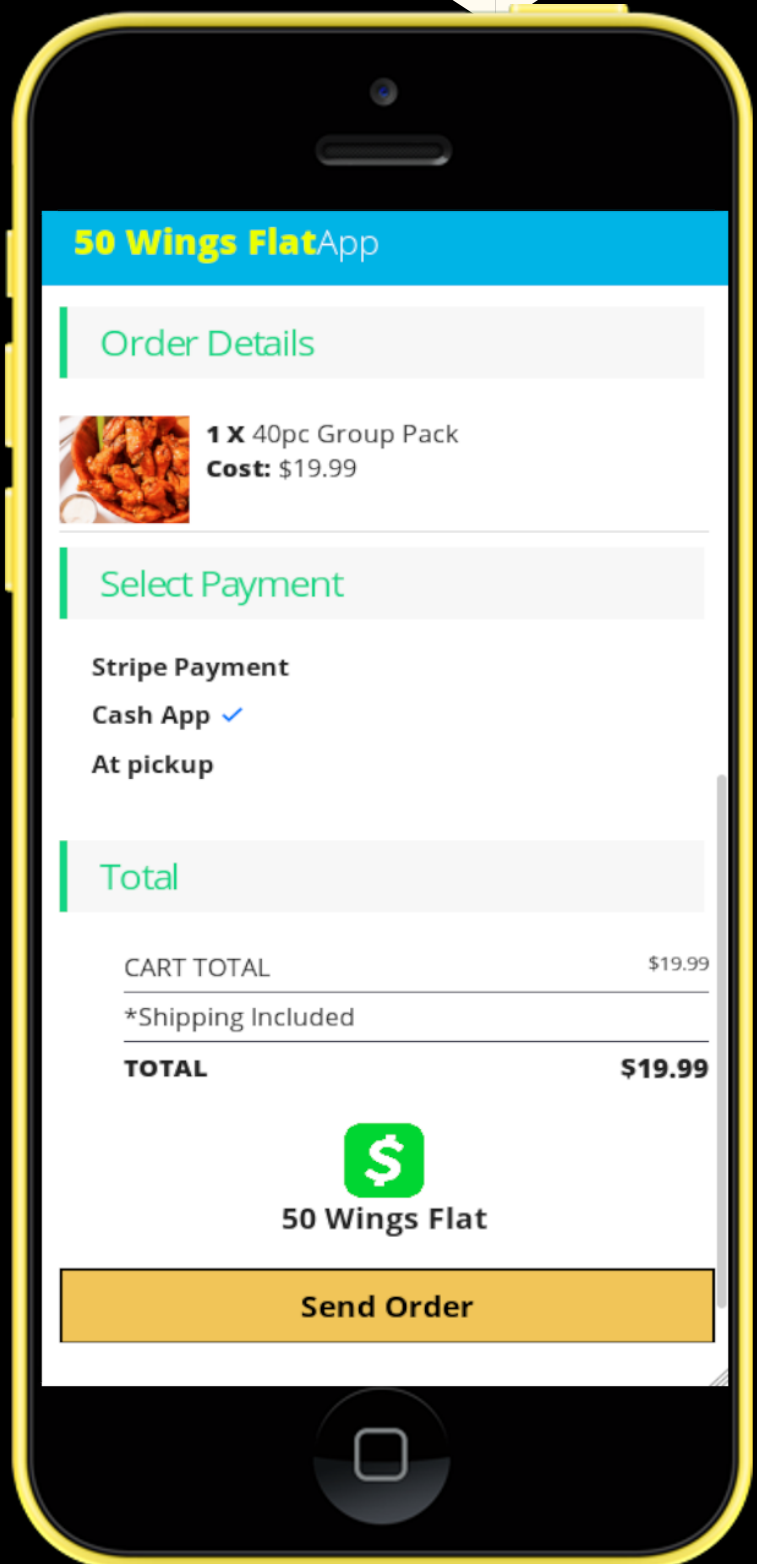 50 Wings FlatApp
Order Details
1 X 40pc Group Pack
Cost: $19.99
Select Payment
Stripe Payment
Cash App
At pickup
Total
CART TOTAL $19.99
*Shipping Included
TOTAL $19.99
$
50 Wings Flat
Send Order